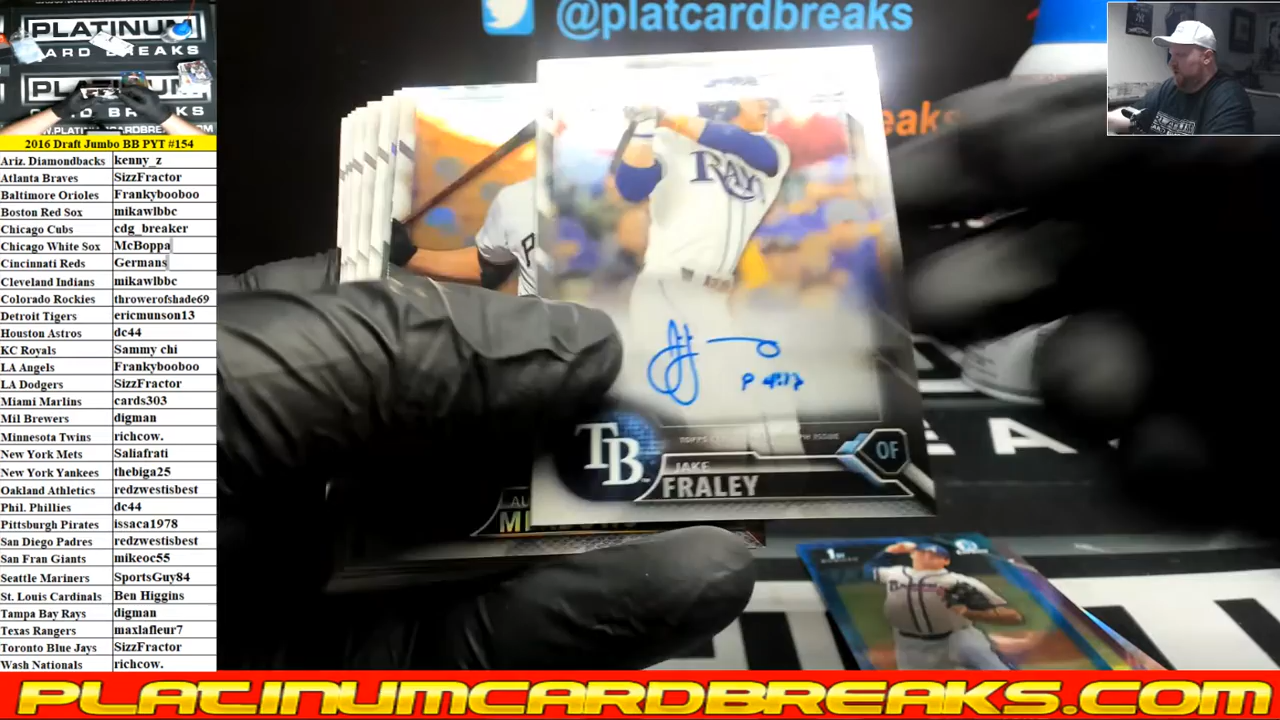 PLATINUM
CARD BREAKS
PLATINUM
CARD BREAKS
WWW.PLATINUMCARDBREAKS.COM
2016 Draft Jumbo BB PYT #154
Ariz. Diamondbacks kenny_z
Atlanta Braves SizzFractor
Baltimore Orioles Frankybooboo
Boston Red Sox mikawlbbc
Chicago Cubs cdg_breaker
Chicago White Sox McBoppa
Cincinnati Reds Germans
Cleveland Indians mikawlbbc
Colorado Rockies throwerofshade69
Detroit Tigers ericmunson13
Houston Astros dc44
KC Royals Sammy chi
LA Angels Frankybooboo
LA Dodgers SizzFractor
Miami Marlins cards303
Mil Brewers digman
Minnesota Twins richcow.
New York Mets Saliafrati
New York Yankees thebiga25
Oakland Athletics redzwestisbest
Phil. Phillies dc44
Pittsburgh Pirates issaca1978
San Diego Padres redzwestisbest
San Fran Giants mikeoc55
Seattle Mariners SportsGuy84
St. Louis Cardinals Ben Higgins
Tampa Bay Rays digman
Texas Rangers maxlafleur7
Toronto Blue Jays SizzFractor
Wash Nationals richcow.
@platcardbreaks
eaks
RAYS
P
TB
JAKE
FRALEY
OF
1ST
PLATINUMCARDBREAKS.COM